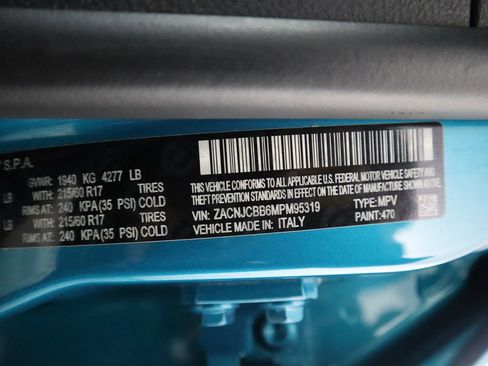 S.P.A.
GVWR: 1940 KG 4277 LB
LB WITH: 215/60 R17 TIRES
RIMS AT: 240 KPA(35 PSI) COLD
LB WITH: 215/60 R17 TIRES
RIMS AT: 240 KPA(35 PSI) COLD
THIS VEHICLE CONFORMS TO ALL APPLICABLE U.S. FEDERAL MOTOR VEHICLE SAFETY AND
THEFT PREVENTION STANDARDS IN EFFECT ON THE DATE OF MANUFACTURE SHOWN ABOVE.
VIN: ZACNJCBB6MPM95319
TYPE: MPV
VEHICLE MADE IN: ITALY
PAINT: 470